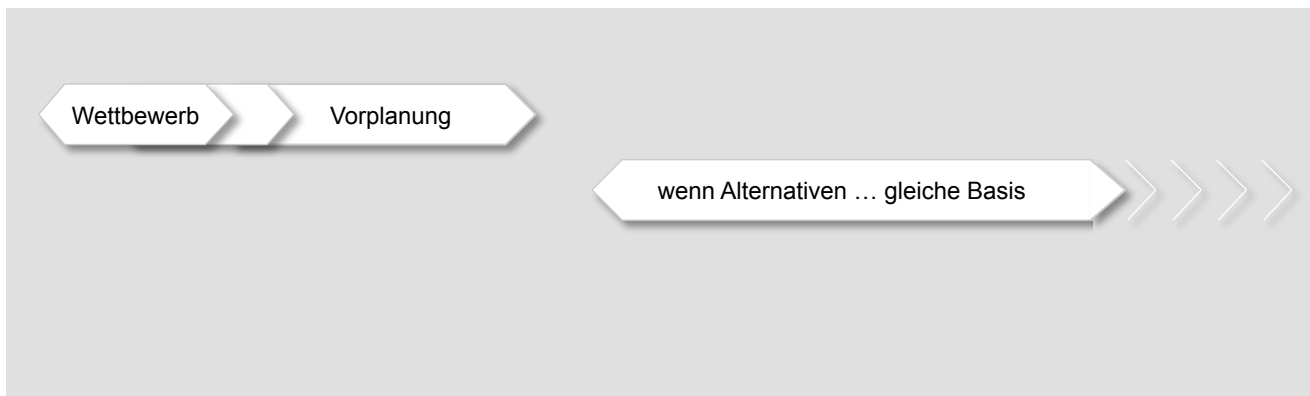 Wettbewerb
Vorplanung
wenn Alternativen … gleiche Basis